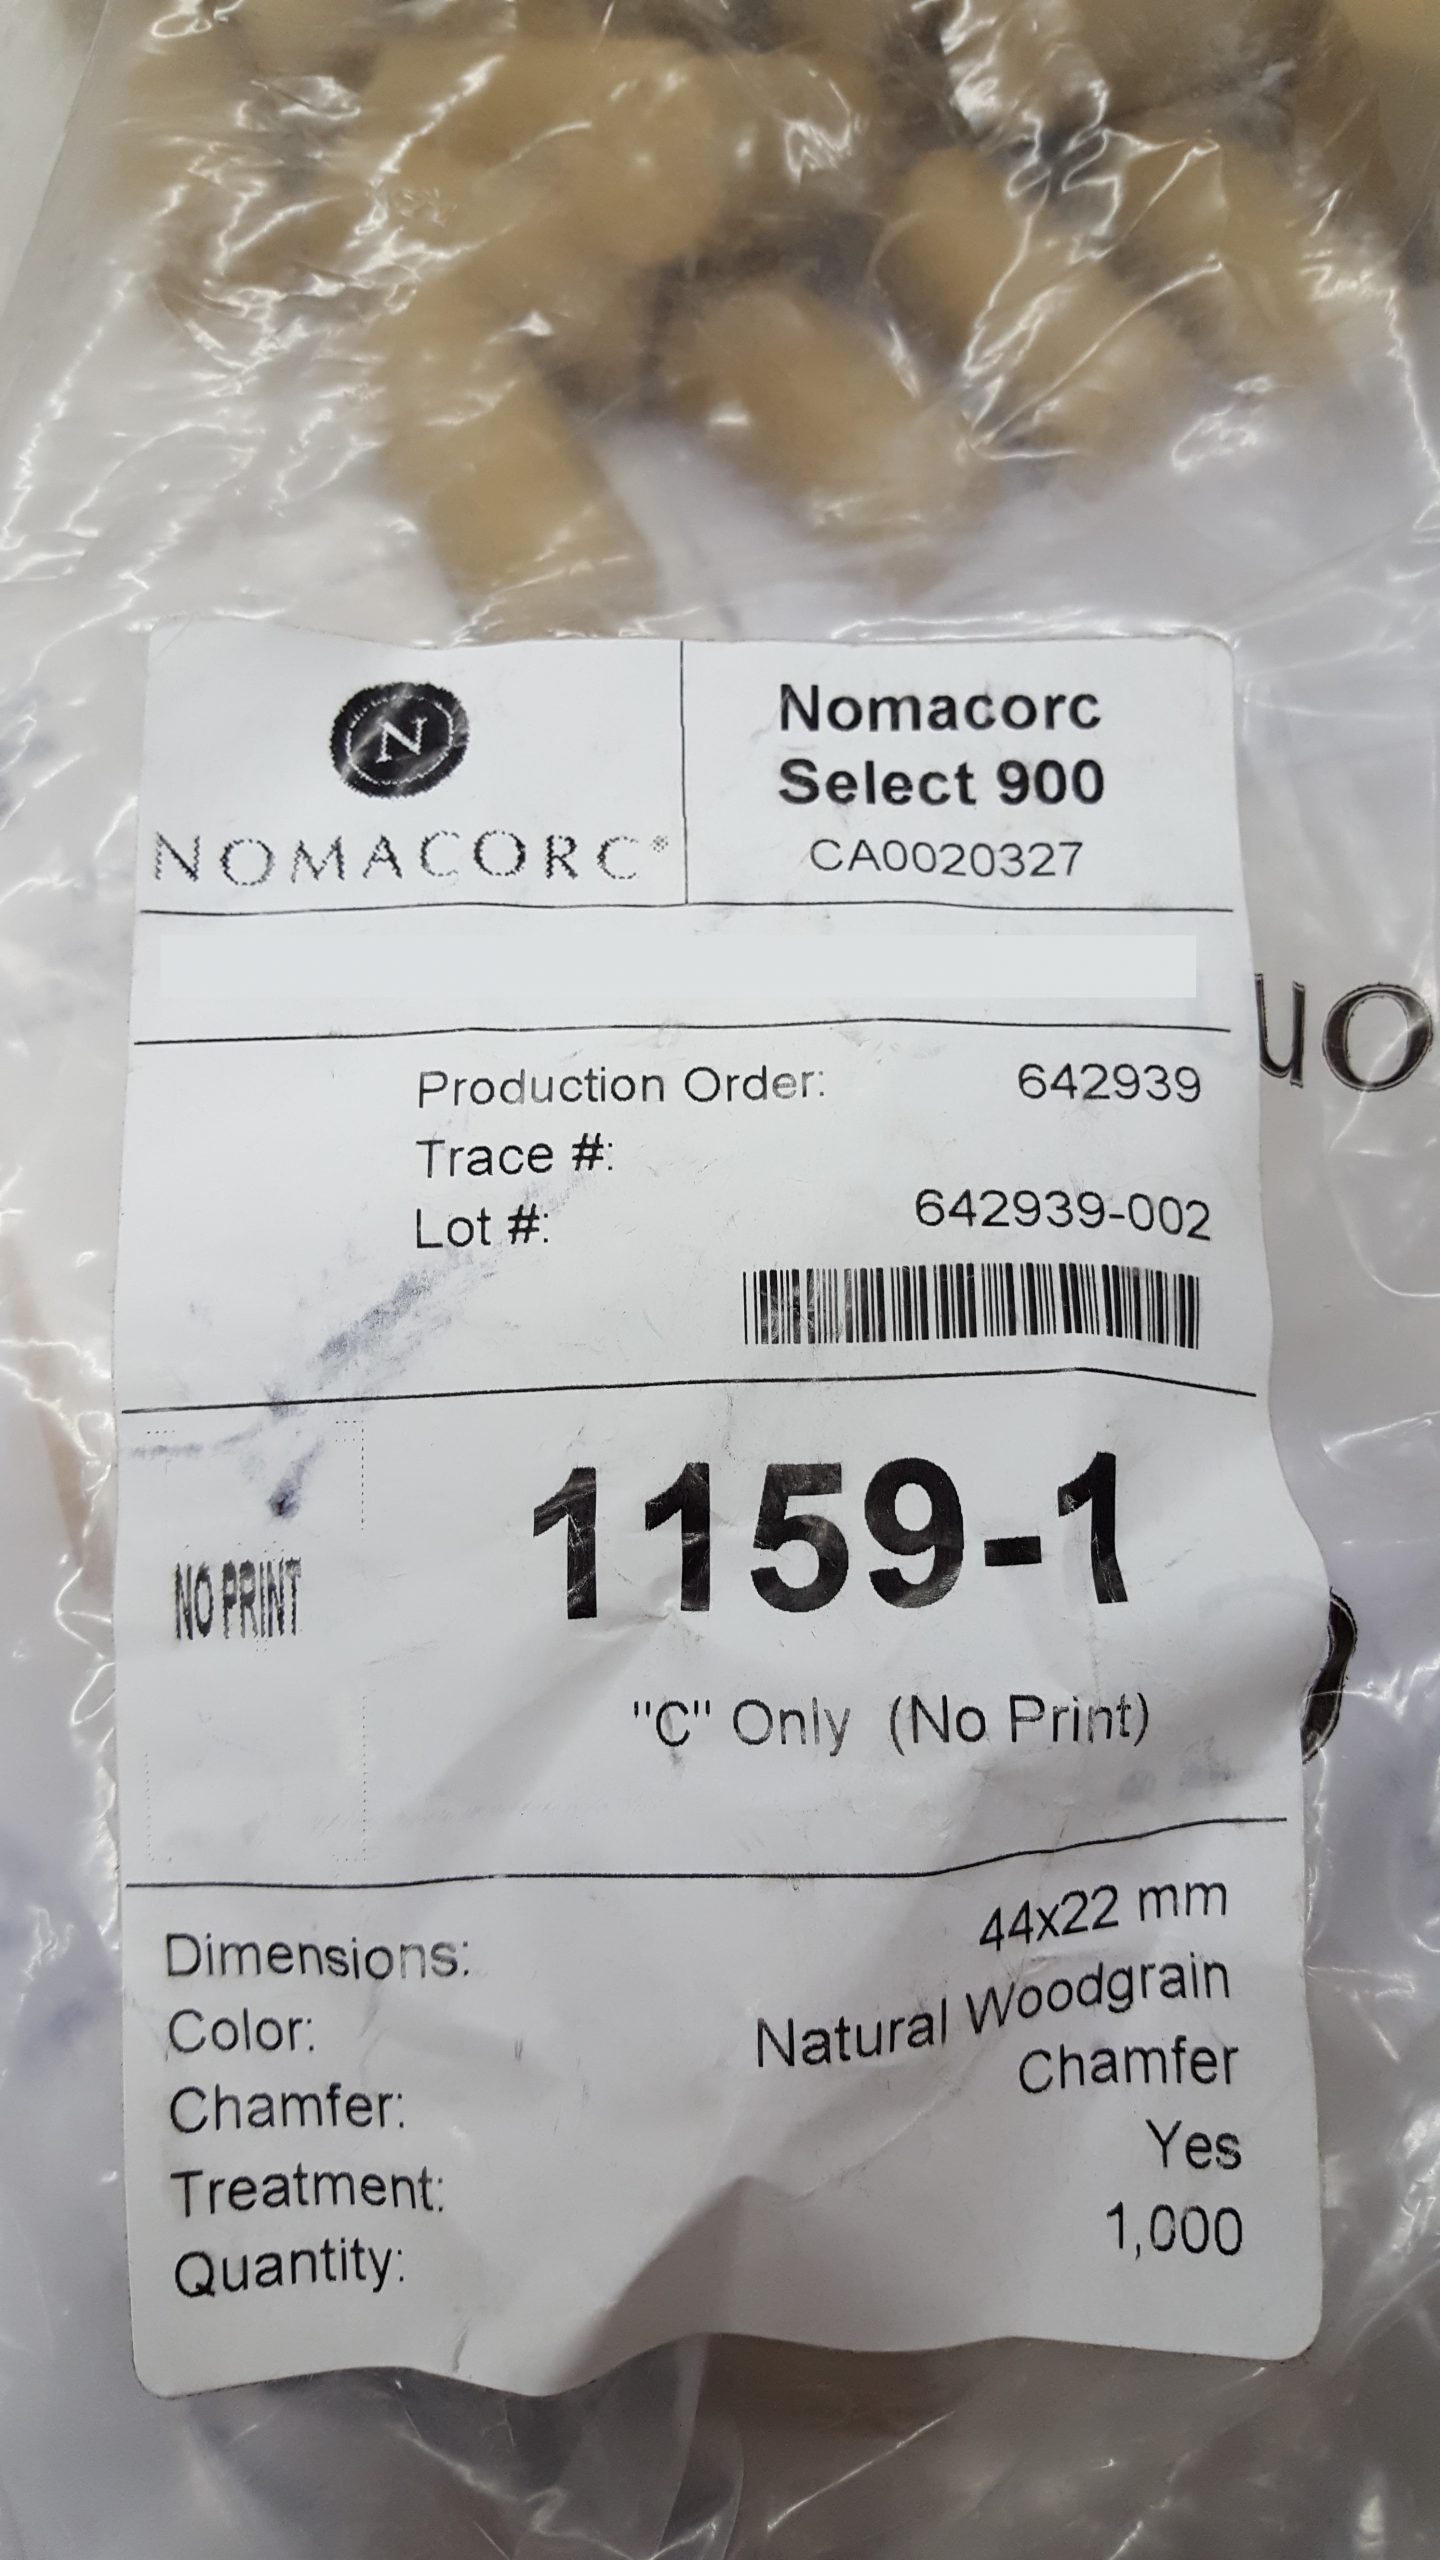 N
NOMACORC®
Nomacorc
Select 900
CA0020327
Production Order: 642939
Trace #:
Lot #: 642939-002
NO PRINT
1159-1
"C" Only (No Print)
Dimensions: 44x22 mm
Color: Natural Woodgrain
Chamfer: Chamfer
Treatment: Yes
Quantity: 1,000